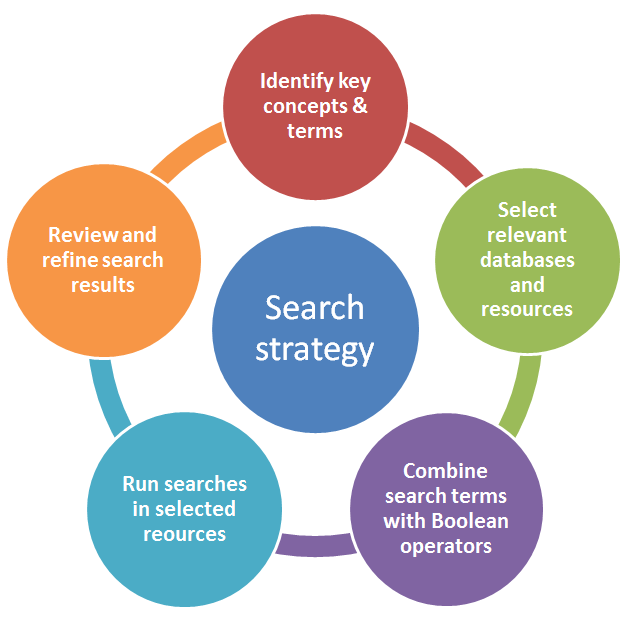 Identify key
concepts &
terms
Select
relevant
databases
and
resources
Combine
search terms
with Boolean
operators
Run searches
in selected
reources
Review and
refine search
results
Search
strategy